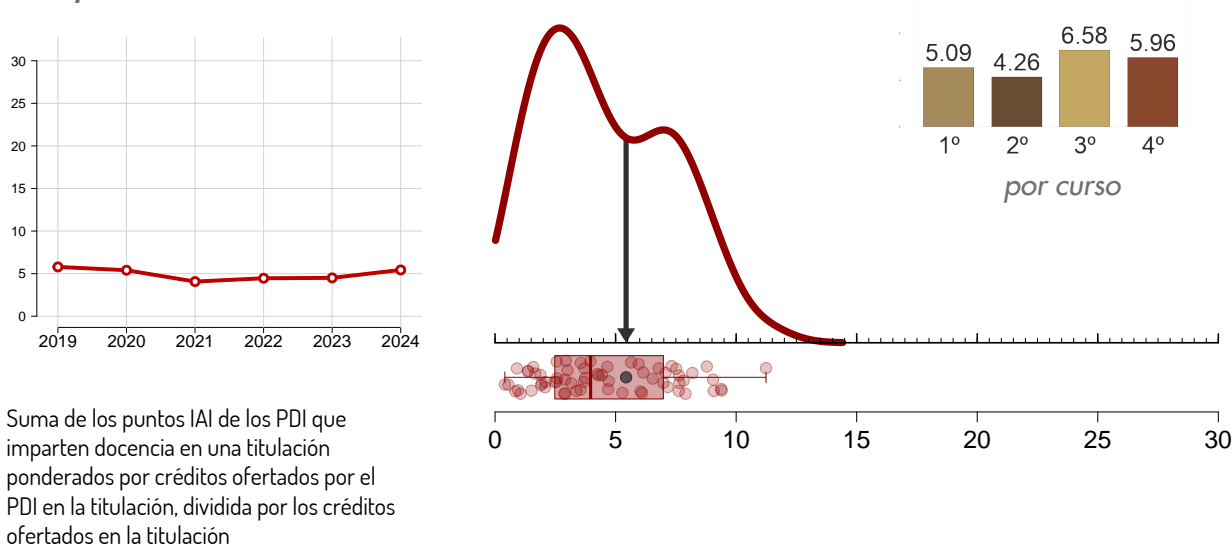 30
25
20
15
10
5
0
2019 2020 2021 2022 2023 2024
5.09 4.26 6.58 5.96
1º 2º 3º 4º
por curso
0 5 10 15 20 25 30
Suma de los puntos IAI de los PDI que
imparten docencia en una titulación
ponderados por créditos ofertados por el
PDI en la titulación, dividida por los créditos
ofertados en la titulación